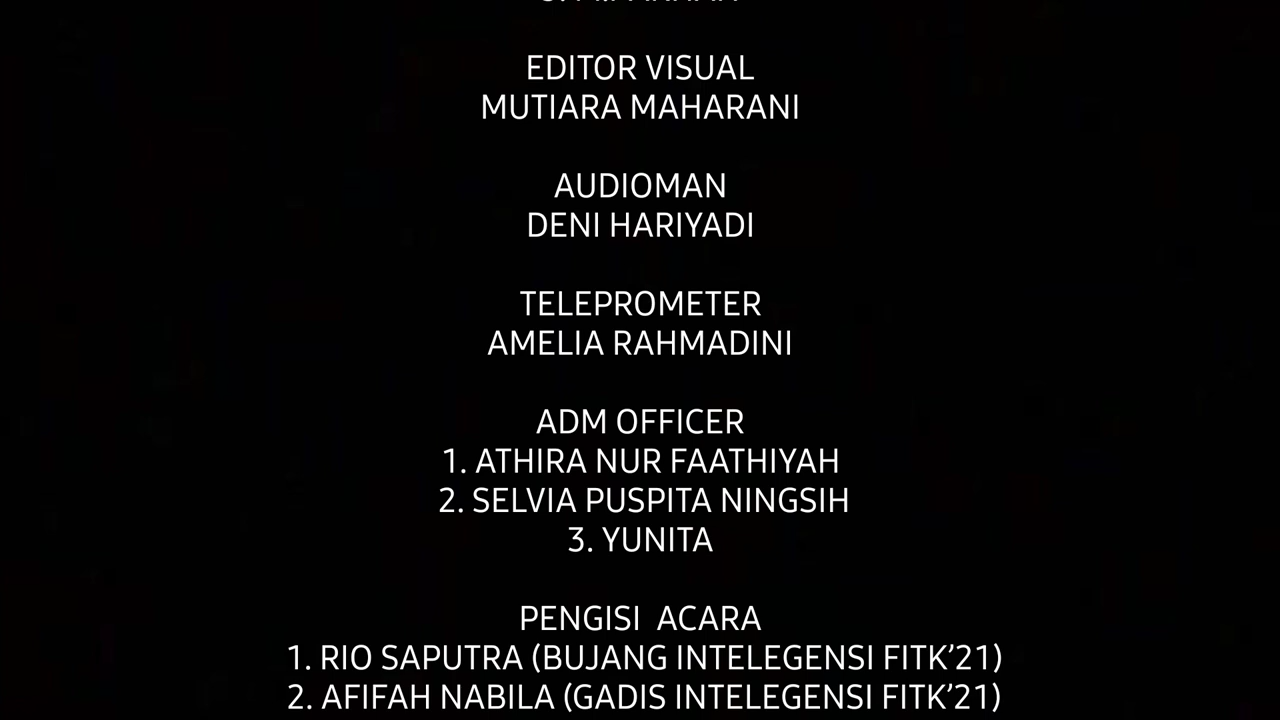 EDITOR VISUAL
MUTIARA MAHARANI
AUDIOMAN
DENI HARIYADI
TELEPROMETER
AMELIA RAHMADINI
ADM OFFICER
1. ATHIRA NUR FAATHIYAH
2. SELVIA PUSPITA NINGSIH
3. YUNITA
PENGISI  ACARA
1. RIO SAPUTRA (BUJANG INTELEGENSI FITK’21)
2. AFIFAH NABILA (GADIS INTELEGENSI FITK’21)